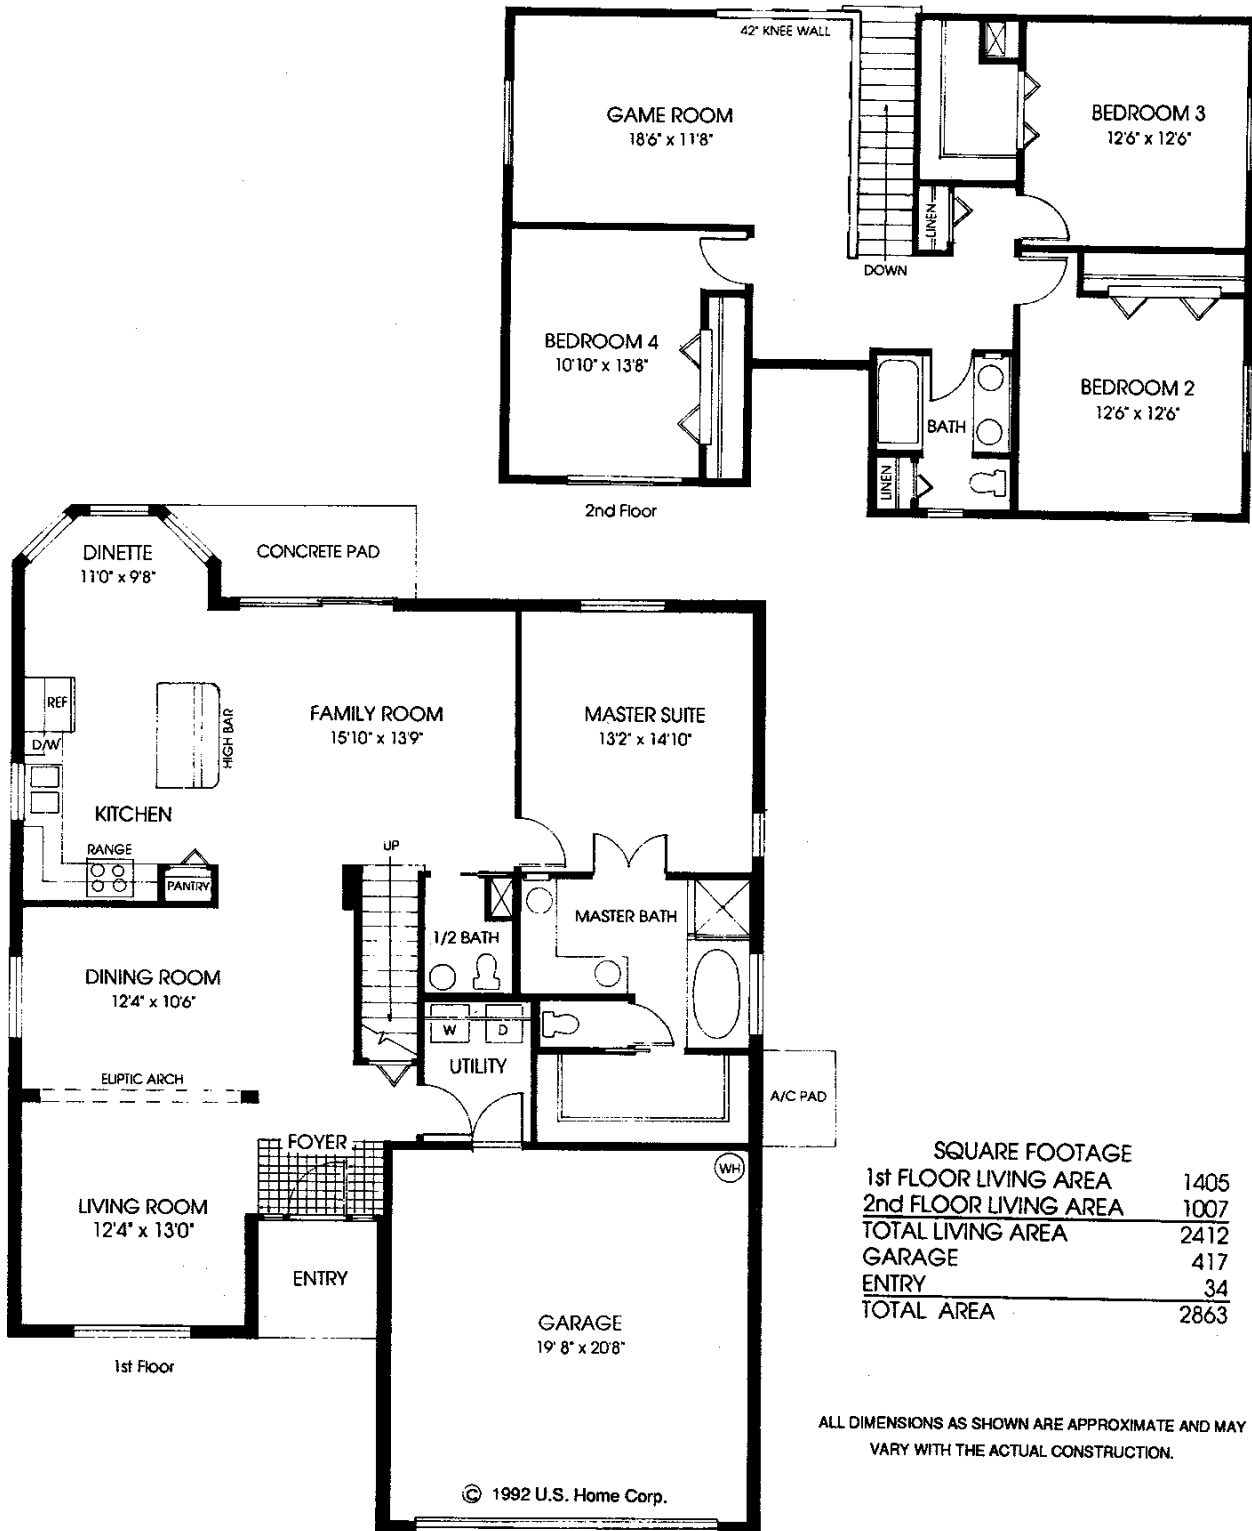 42" KNEE WALL
GAME ROOM
18'6" x 11'8"
BEDROOM 3
12'6" x 12'6"
LINEN
DOWN
BEDROOM 4
10'10" x 13'8"
BEDROOM 2
12'6" x 12'6"
BATH
LINEN
2nd Floor
DINETTE
11'0" x 9'8"
CONCRETE PAD
REF
D/W
HIGH BAR
FAMILY ROOM
15'10" x 13'9"
MASTER SUITE
13'2" x 14'10"
KITCHEN
RANGE
PANTRY
UP
1/2 BATH
MASTER BATH
DINING ROOM
12'4" x 10'6"
W
D
UTILITY
ELIPTIC ARCH
A/C PAD
FOYER
WH
LIVING ROOM
12'4" x 13'0"
ENTRY
GARAGE
19' 8" x 20'8"
1st Floor
SQUARE FOOTAGE
1st FLOOR LIVING AREA 1405
2nd FLOOR LIVING AREA 1007
TOTAL LIVING AREA 2412
GARAGE 417
ENTRY 34
TOTAL AREA 2863
ALL DIMENSIONS AS SHOWN ARE APPROXIMATE AND MAY
VARY WITH THE ACTUAL CONSTRUCTION.
© 1992 U.S. Home Corp.